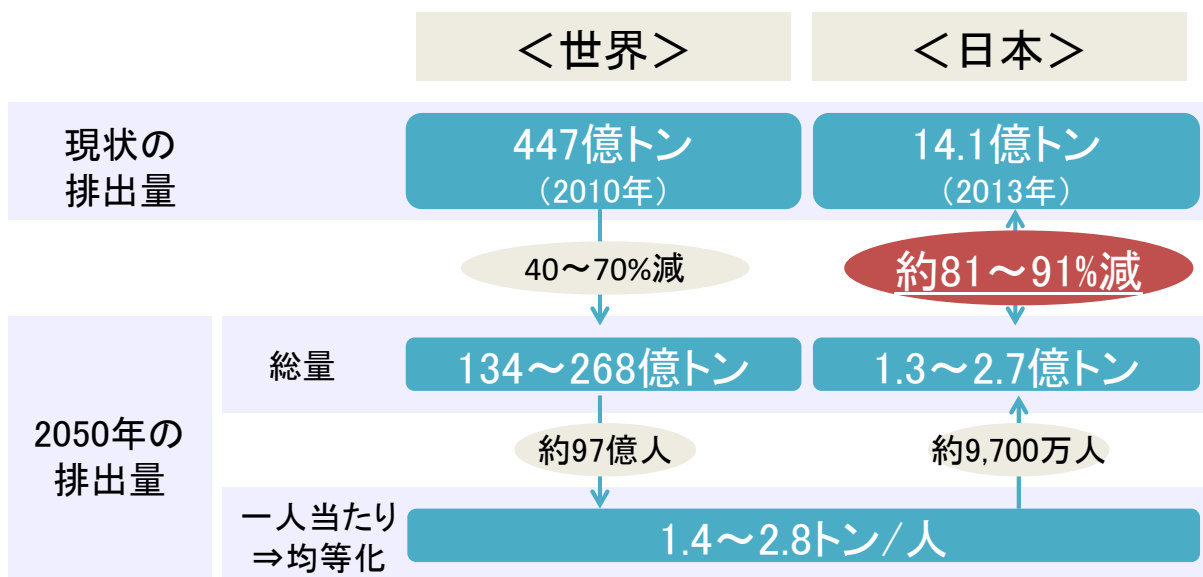 ＜世界＞
＜日本＞
現状の
排出量
447億トン
（2010年）
14.1億トン
（2013年）
40～70%減
約81～91%減
2050年の
排出量
総量
134～268億トン
1.3～2.7億トン
約97億人
約9,700万人
一人当たり
⇒均等化
1.4～2.8トン/人